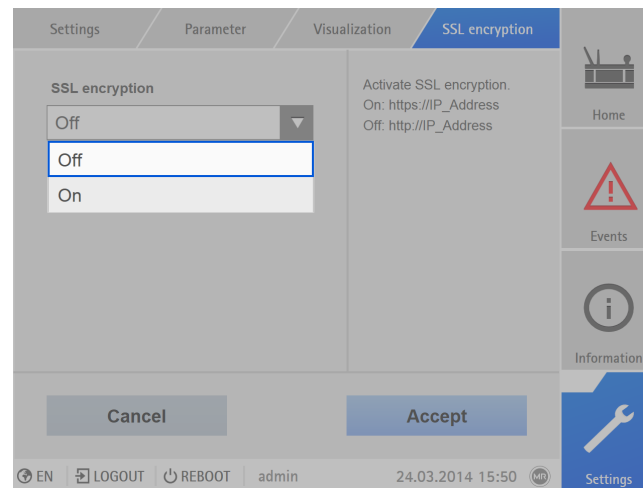 Settings
Parameter
Visualization
SSL encryption
SSL encryption
Off
Off
On
Activate SSL encryption.
On: https://IP_Address
Off: http://IP_Address
Home
Events
Information
Settings
Cancel
Accept
EN
LOGOUT
REBOOT
admin
24.03.2014 15:50
MR